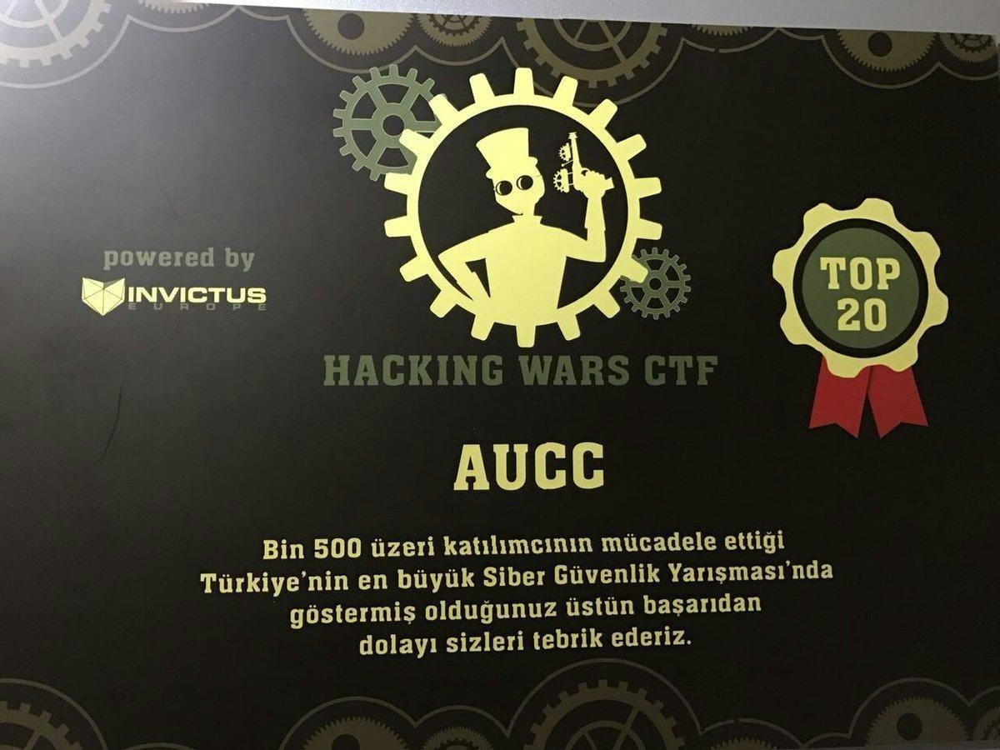 powered by
INVICTUS
EUROPE
TOP
20
HACKING WARS CTF
AUCC
Bin 500 üzeri katılımcının mücadele ettiği
Türkiye'nin en büyük Siber Güvenlik Yarışması'nda
göstermiş olduğunuz üstün başarıdan
dolayı sizleri tebrik ederiz.